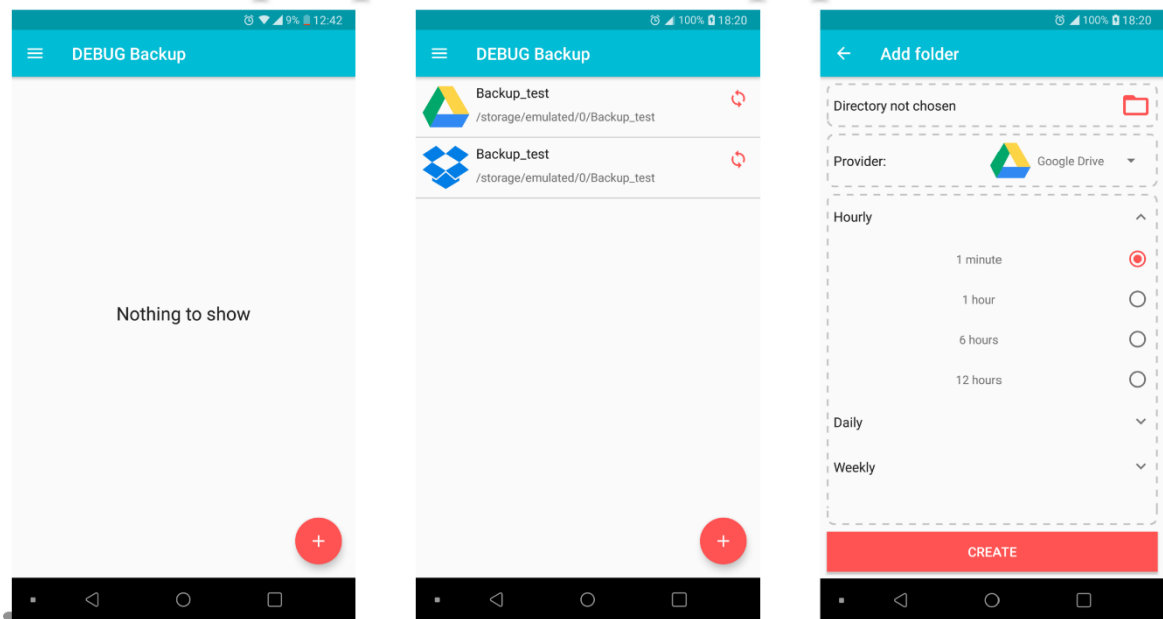 9% 12:42
DEBUG Backup
Nothing to show
+
100% 18:20
DEBUG Backup
Backup_test
/storage/emulated/0/Backup_test
Backup_test
/storage/emulated/0/Backup_test
+
100% 18:20
Add folder
Directory not chosen
Provider: Google Drive
Hourly
1 minute
1 hour
6 hours
12 hours
Daily
Weekly
CREATE